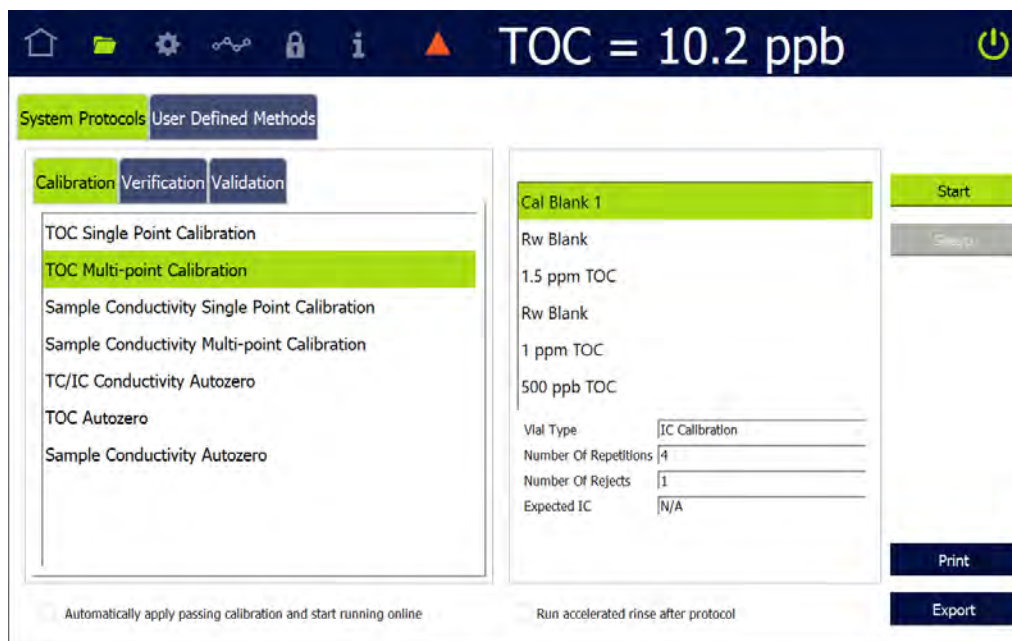 TOC = 10.2 ppb
System Protocols User Defined Methods
Calibration Verification Validation
TOC Single Point Calibration
TOC Multi-point Calibration
Sample Conductivity Single Point Calibration
Sample Conductivity Multi-point Calibration
TC/IC Conductivity Autozero
TOC Autozero
Sample Conductivity Autozero
Cal Blank 1
Rw Blank
1.5 ppm TOC
Rw Blank
1 ppm TOC
500 ppb TOC
Vial Type IC Calibration
Number Of Repetitions 4
Number Of Rejects 1
Expected IC N/A
Start
Print
Export
Automatically apply passing calibration and start running online
Run accelerated rinse after protocol